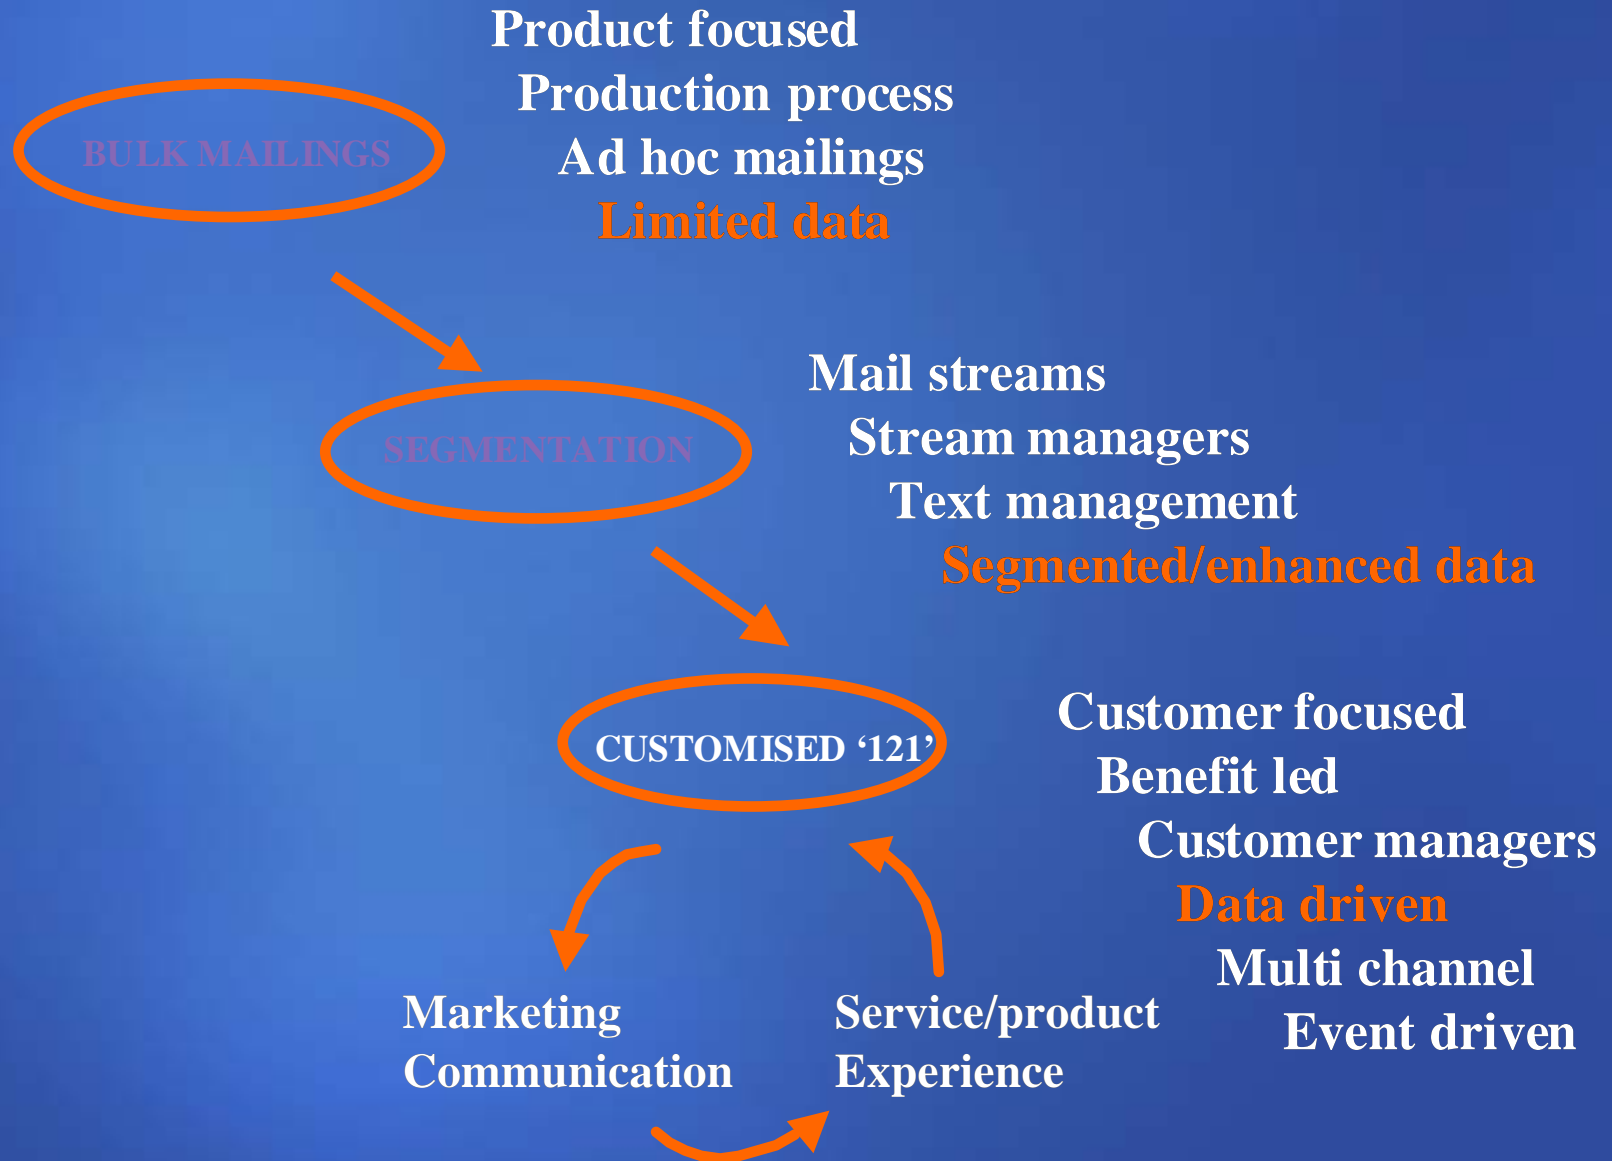 Product focused
Production process
BULK MAILINGS
Ad hoc mailings
Limited data
Mail streams
Stream managers
SEGMENTATION
Text management
Segmented/enhanced data
Customer focused
CUSTOMISED ‘121’
Benefit led
Customer managers
Data driven
Multi channel
Event driven
Marketing
Communication
Service/product
Experience